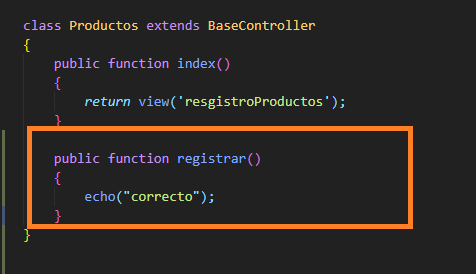 class Productos extends BaseController
{
public function index()
{
return view('resgistroProductos');
}
public function registrar()
{
echo("correcto");
}
}